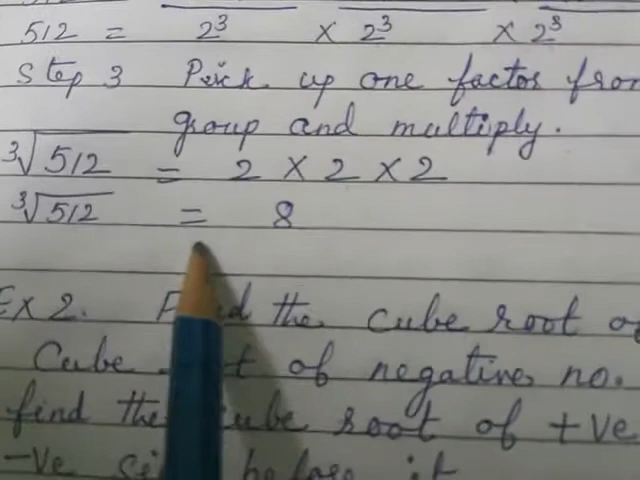 512 = 2³ × 2³ × 2³
Step 3 Pick up one factor from
group and multiply.
∛512 = 2 × 2 × 2
∛512 = 8
Ex 2. Find the cube root of
Cube of negative no.
find the cube root of +ve
-ve before it